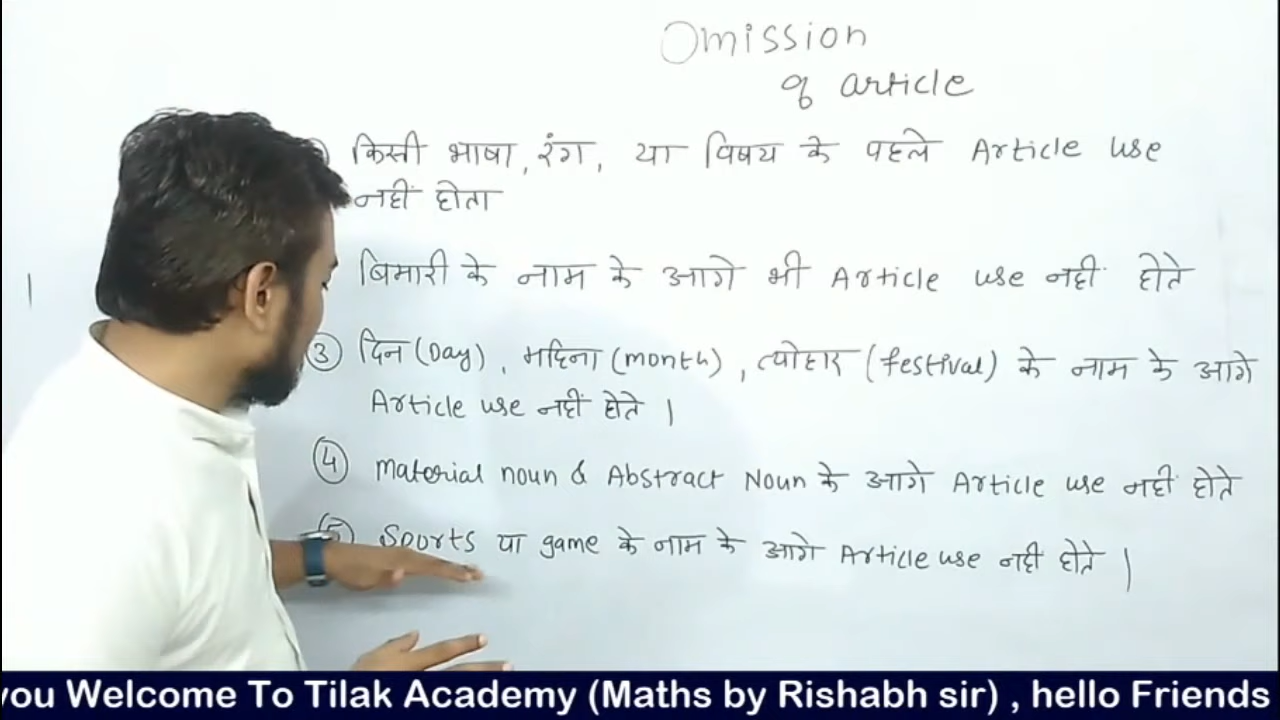 Omission
of article
किसी भाषा, रंग, या विषय के पहले Article use
नहीं होता
बिमारी के नाम के आगे भी Article use नहीं होते
③ दिन (Day), महिना (month), त्योहार (festival) के नाम के आगे
Article use नहीं होते |
④ Material noun & Abstract Noun के आगे Article use नहीं होते
⑤ Sports या game के नाम के आगे Article use नहीं होते |
you Welcome To Tilak Academy (Maths by Rishabh sir) , hello Friends